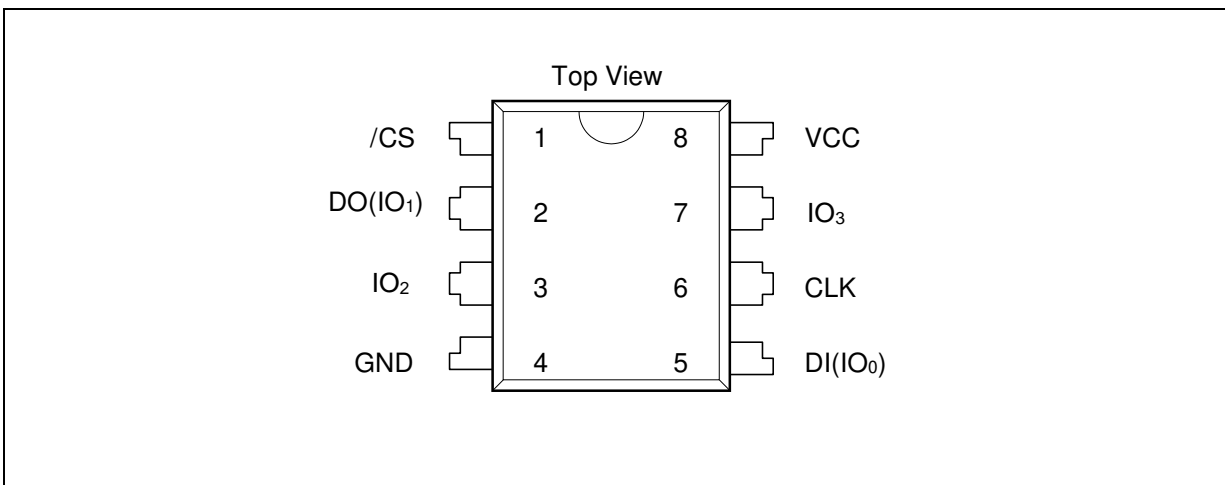 Top View
/CS 1 8 VCC
DO(IO₁) 2 7 IO₃
IO₂ 3 6 CLK
GND 4 5 DI(IO₀)